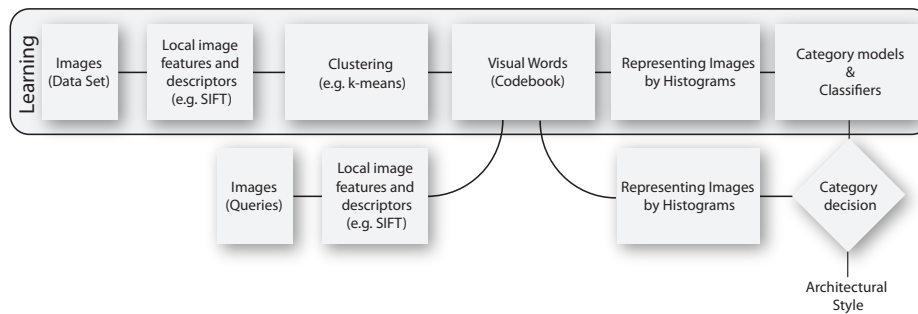 Learning
Images
(Data Set)
Local image
features and
descriptors
(e.g. SIFT)
Clustering
(e.g. k-means)
Visual Words
(Codebook)
Representing Images
by Histograms
Category models
&
Classifiers
Images
(Queries)
Local image
features and
descriptors
(e.g. SIFT)
Representing Images
by Histograms
Category
decision
Architectural
Style